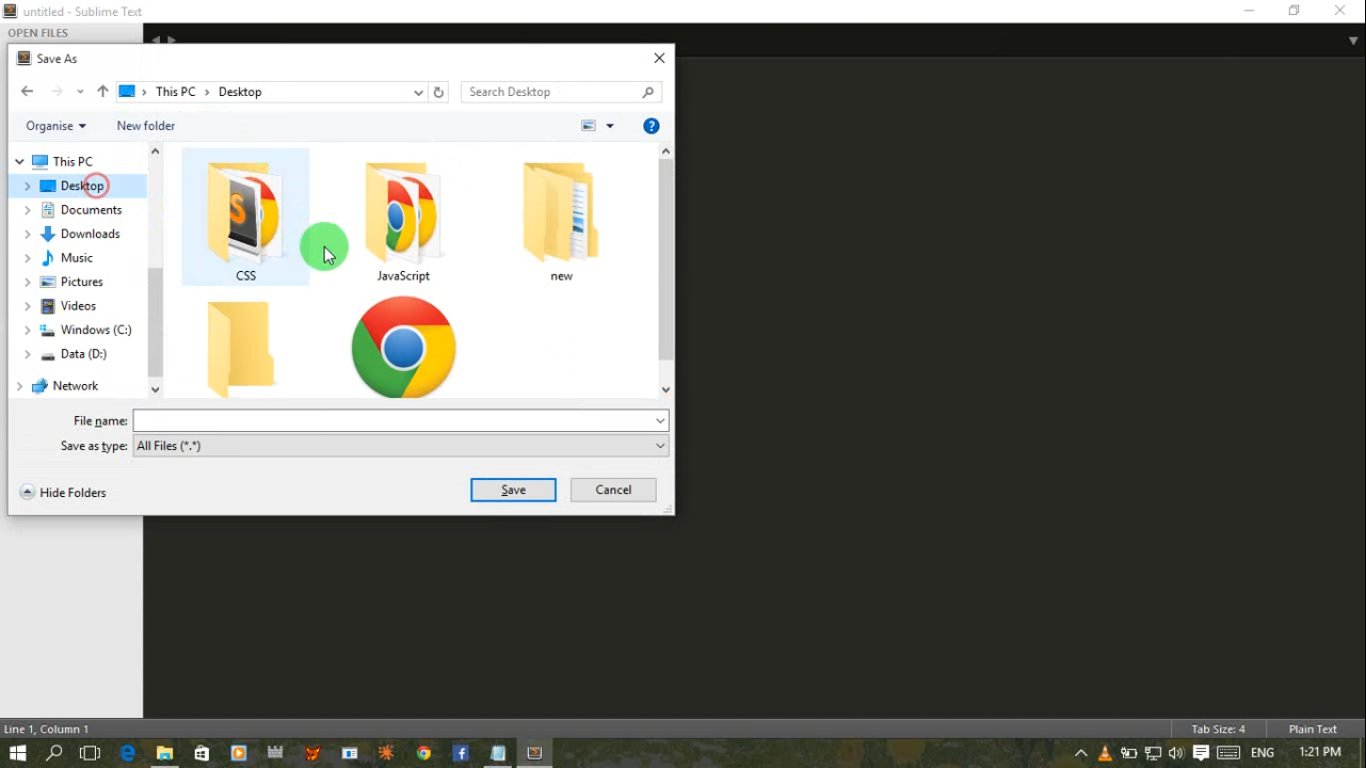 untitled - Sublime Text
OPEN FILES
Save As
This PC
Desktop
Search Desktop
Organise
New folder
This PC
Desktop
Documents
Downloads
Music
Pictures
Videos
Windows (C:)
Data (D:)
Network
CSS
JavaScript
new
File name:
Save as type: All Files (*.*)
Hide Folders
Save
Cancel
Line 1, Column 1
Tab Size: 4
Plain Text
ENG
1:21 PM